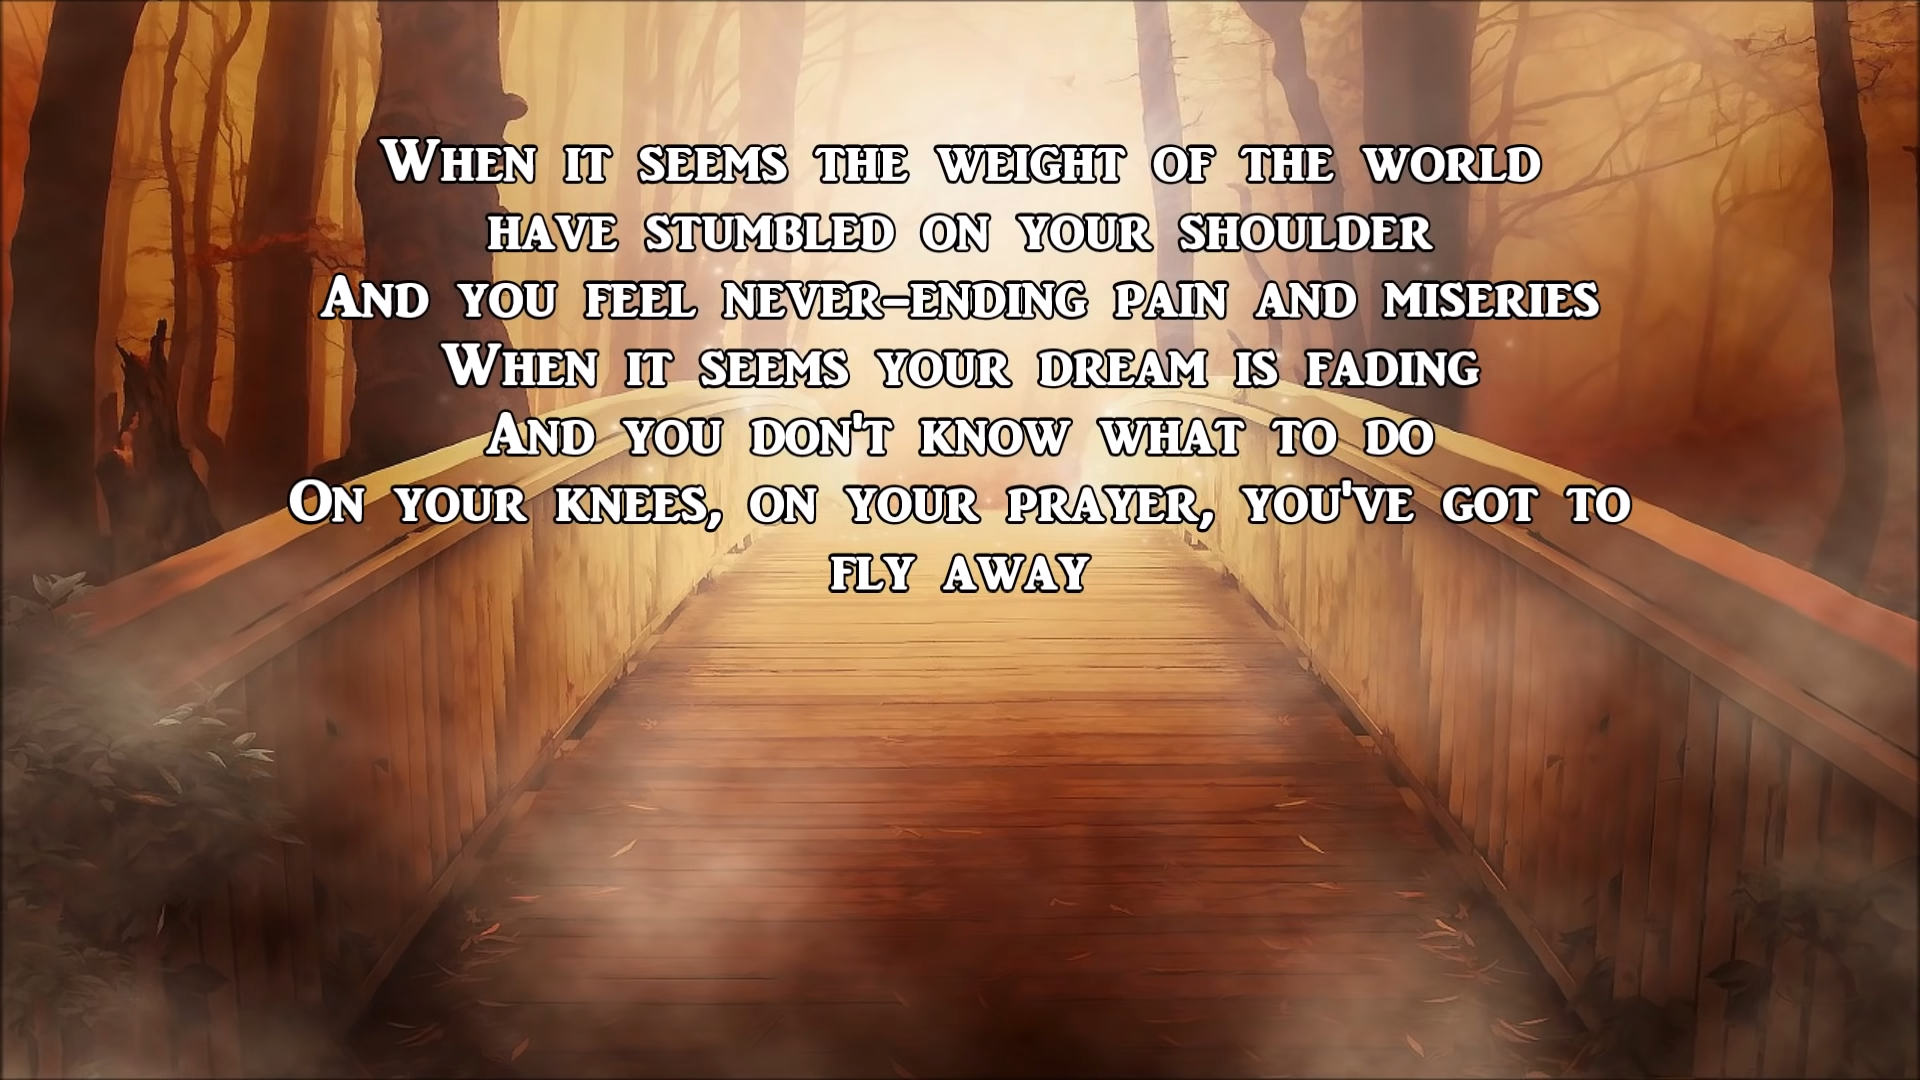 When it seems the weight of the world
have stumbled on your shoulder
And you feel never-ending pain and miseries
When it seems your dream is fading
And you don't know what to do
On your knees, on your prayer, you've got to
fly away